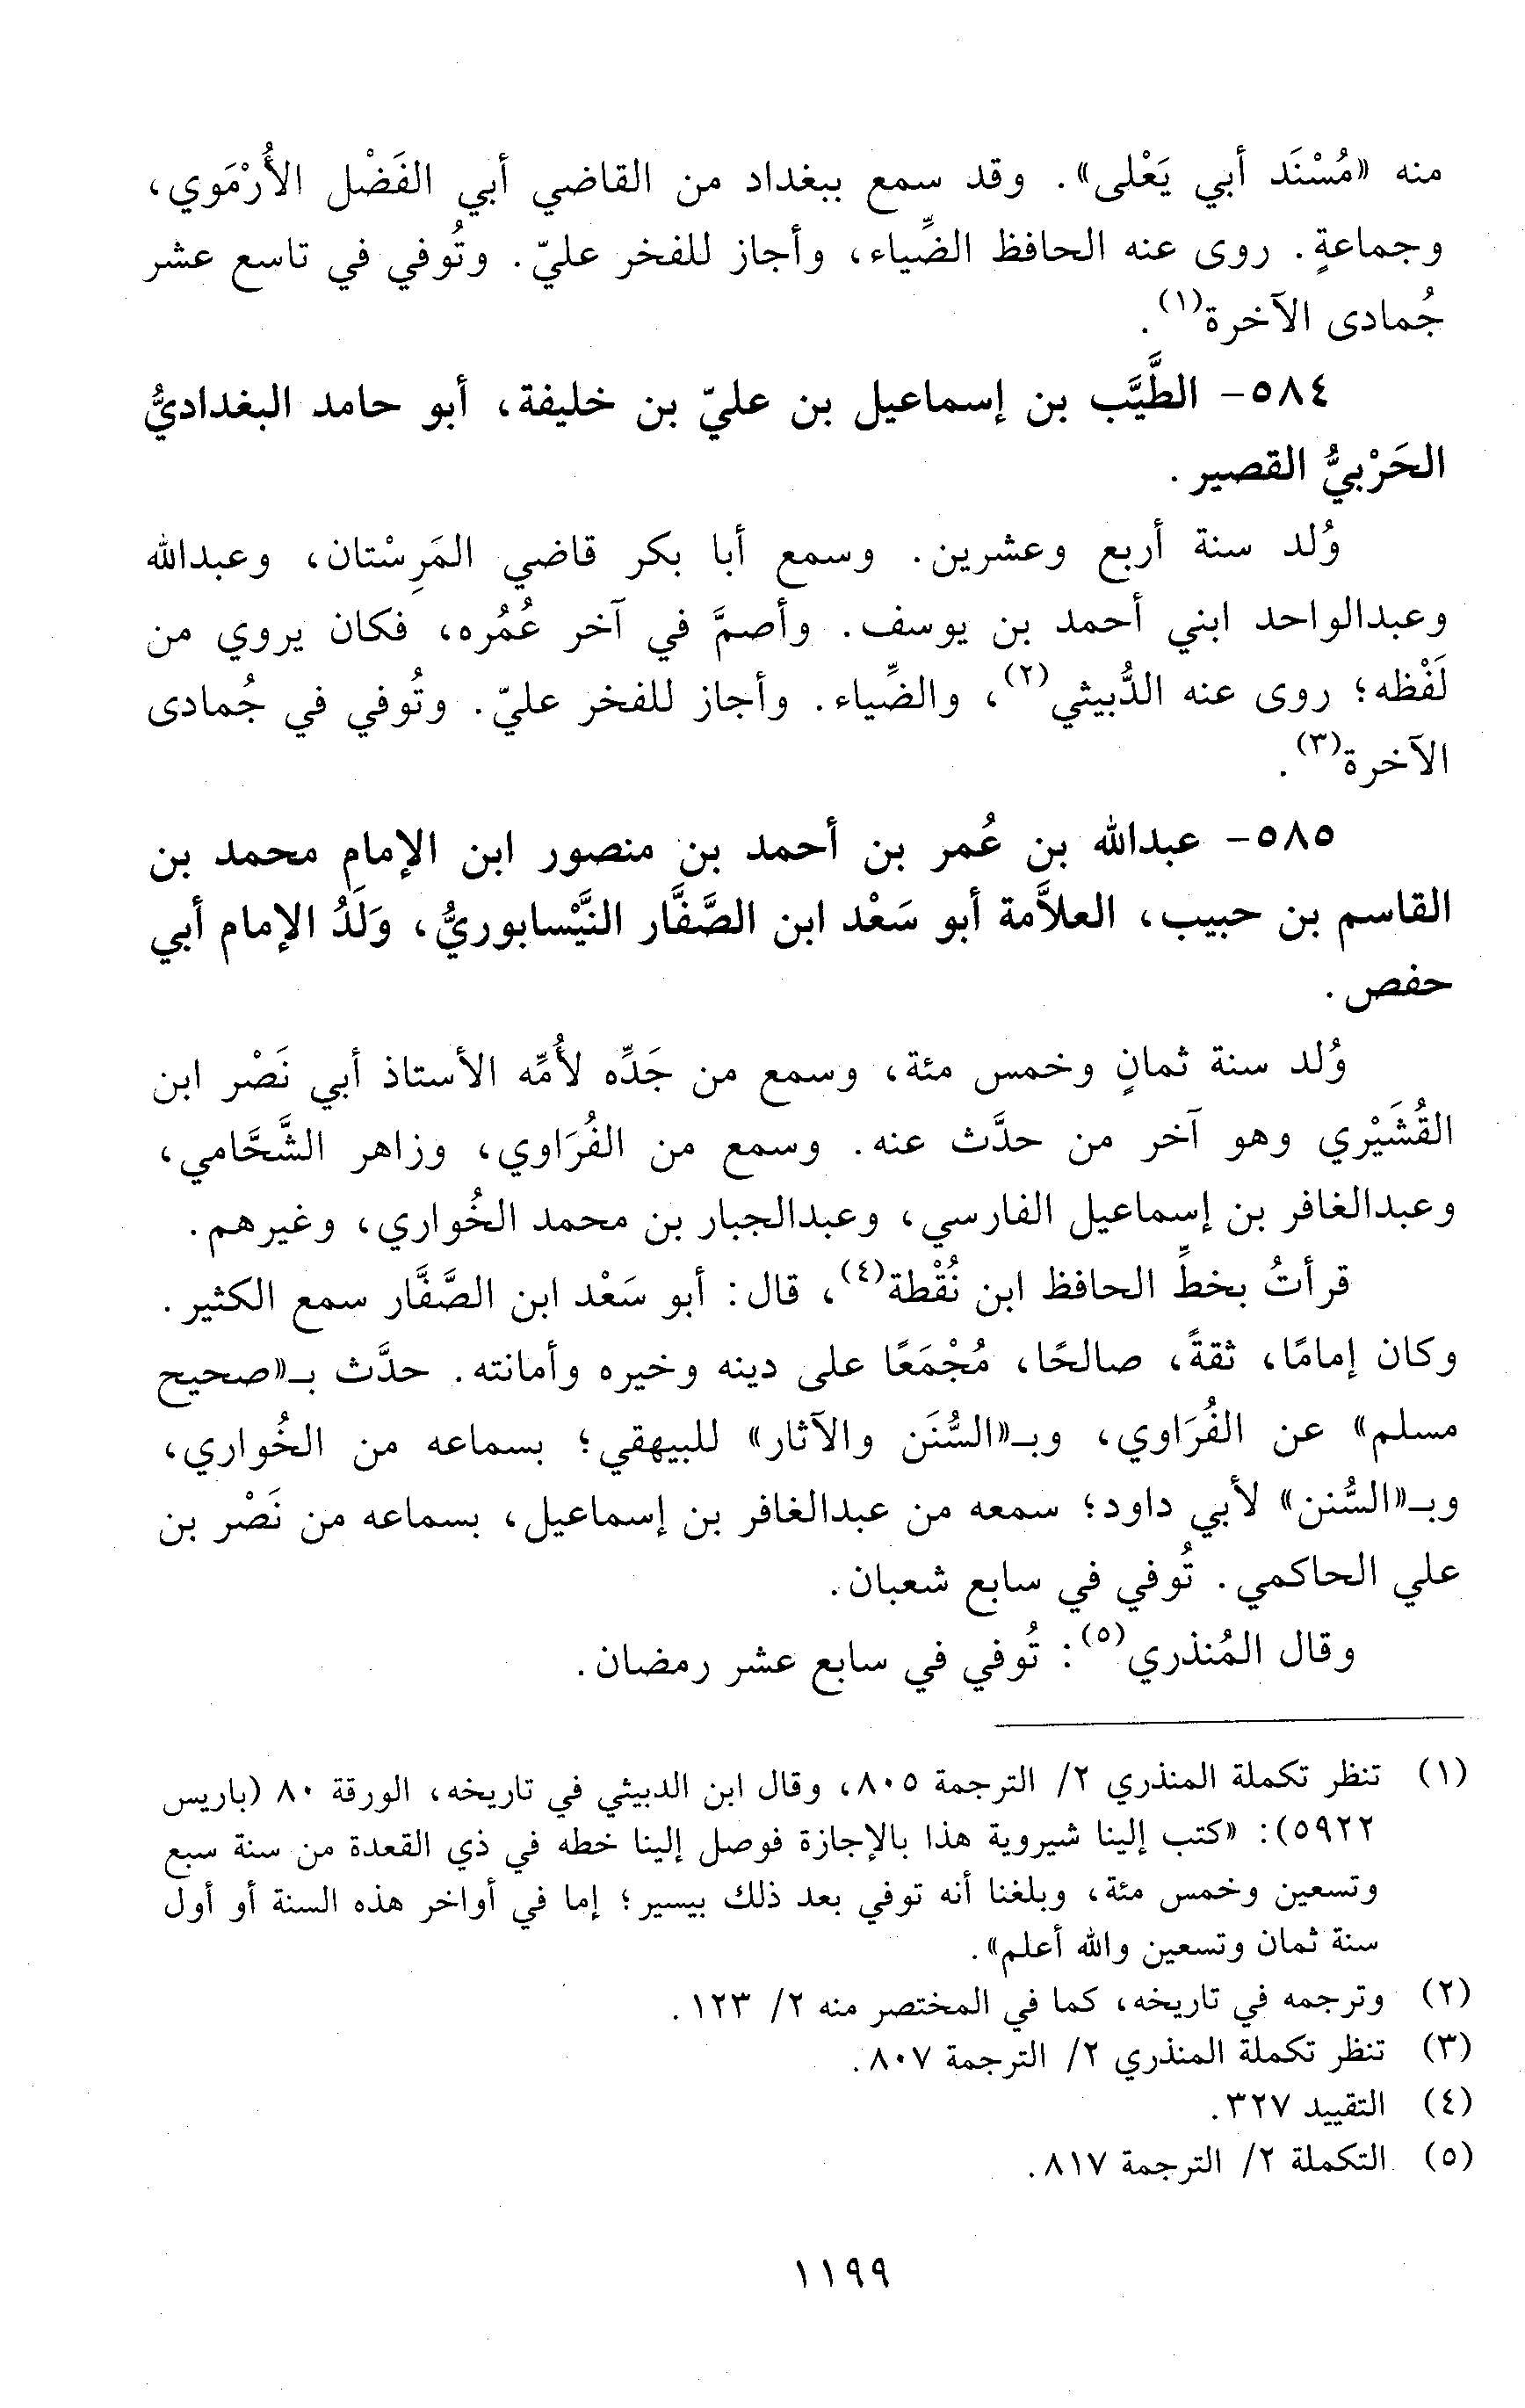 منه «مُسْنَد أبي يَعْلى». وقد سمع ببغداد من القاضي أبي الفَضْل الأُرْمَوي،
وجماعةٍ. روى عنه الحافظ الضِّياء، وأجاز للفخر عليّ. وتُوفي في تاسع عشر
جُمادى الآخرة(١).
٥٨٤- الطَّيَّب بن إسماعيل بن عليّ بن خليفة، أبو حامد البغداديُّ
الحَرْبيُّ القصير.
وُلد سنة أربع وعشرين. وسمع أبا بكر قاضي المَرِسْتان، وعبدالله
وعبدالواحد ابني أحمد بن يوسف. وأصمَّ في آخر عُمُره، فكان يروي من
لَفْظه؛ روى عنه الدُّبيثي(٢)، والضِّياء. وأجاز للفخر عليّ. وتُوفي في جُمادى
الآخرة(٣).
٥٨٥- عبدالله بن عُمر بن أحمد بن منصور ابن الإمام محمد بن
القاسم بن حبيب، العلاَّمة أبو سَعْد ابن الصَّفَّار النَّيْسابوريُّ، وَلَدُ الإمام أبي
حفص.
وُلد سنة ثمانٍ وخمس مئة، وسمع من جَدِّه لأُمِّه الأستاذ أبي نَصْر ابن
القُشَيْري وهو آخر من حدَّث عنه. وسمع من الفُرَاوي، وزاهر الشَّحَّامي،
وعبدالغافر بن إسماعيل الفارسي، وعبدالجبار بن محمد الخُواري، وغيرهم.
قرأتُ بخطِّ الحافظ ابن نُقْطة(٤)، قال: أبو سَعْد ابن الصَّفَّار سمع الكثير.
وكان إمامًا، ثقةً، صالحًا، مُجْمَعًا على دينه وخيره وأمانته. حدَّث بـ«صحيح
مسلم» عن الفُرَاوي، وبـ«السُّنَن والآثار» للبيهقي؛ بسماعه من الخُواري،
وبـ«السُّنن» لأبي داود؛ سمعه من عبدالغافر بن إسماعيل، بسماعه من نَصْر بن
علي الحاكمي. تُوفي في سابع شعبان.
وقال المُنذري(٥): تُوفي في سابع عشر رمضان.
(١) تنظر تكملة المنذري ٢/ الترجمة ٨٠٥، وقال ابن الدبيثي في تاريخه، الورقة ٨٠ (باريس
٥٩٢٢): «كتب إلينا شيروية هذا بالإجازة فوصل إلينا خطه في ذي القعدة من سنة سبع
وتسعين وخمس مئة، وبلغنا أنه توفي بعد ذلك بيسير؛ إما في أواخر هذه السنة أو أول
سنة ثمان وتسعين والله أعلم».
(٢) وترجمه في تاريخه، كما في المختصر منه ٢/ ١٢٣.
(٣) تنظر تكملة المنذري ٢/ الترجمة ٨٠٧.
(٤) التقييد ٣٢٧.
(٥) التكملة ٢/ الترجمة ٨١٧.
١١٩٩